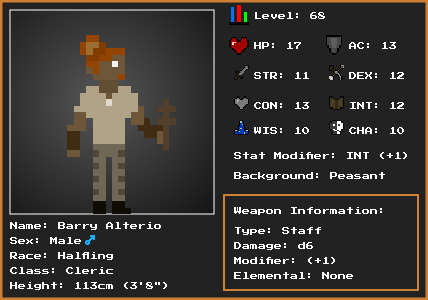 Level: 68
HP: 17 AC: 13
STR: 11 DEX: 12
CON: 13 INT: 12
WIS: 10 CHA: 10
Stat Modifier: INT (+1)
Background: Peasant
Weapon Information:
Type: Staff
Damage: d6
Modifier: (+1)
Elemental: None
Name: Barry Alterio
Sex: Male ♂
Race: Halfling
Class: Cleric
Height: 113cm (3'8")